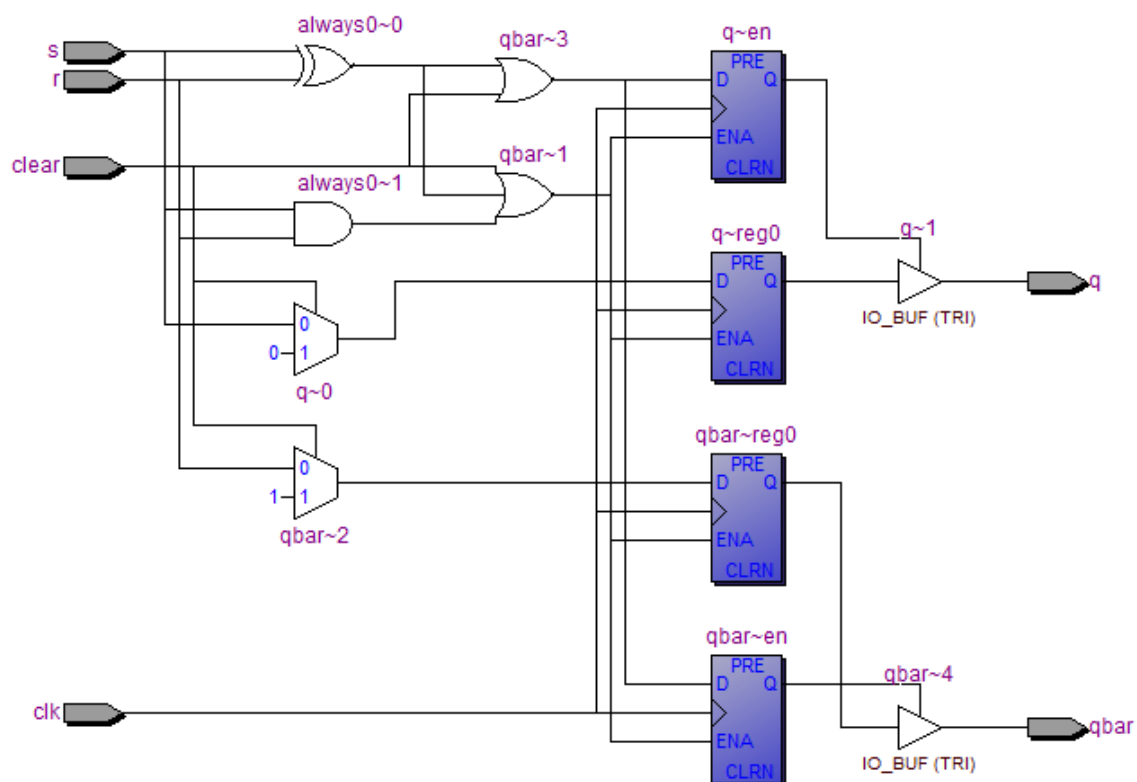 always0~0
qbar~3
q~en
s
r
PRE
D Q
ENA
CLRN
clear
qbar~1
always0~1
q~reg0
q~1
PRE
D Q
ENA
CLRN
q
IO_BUF (TRI)
0
0 1
q~0
qbar~reg0
PRE
D Q
ENA
CLRN
0
1 1
qbar~2
qbar~en
PRE
D Q
ENA
CLRN
qbar~4
clk
qbar
IO_BUF (TRI)